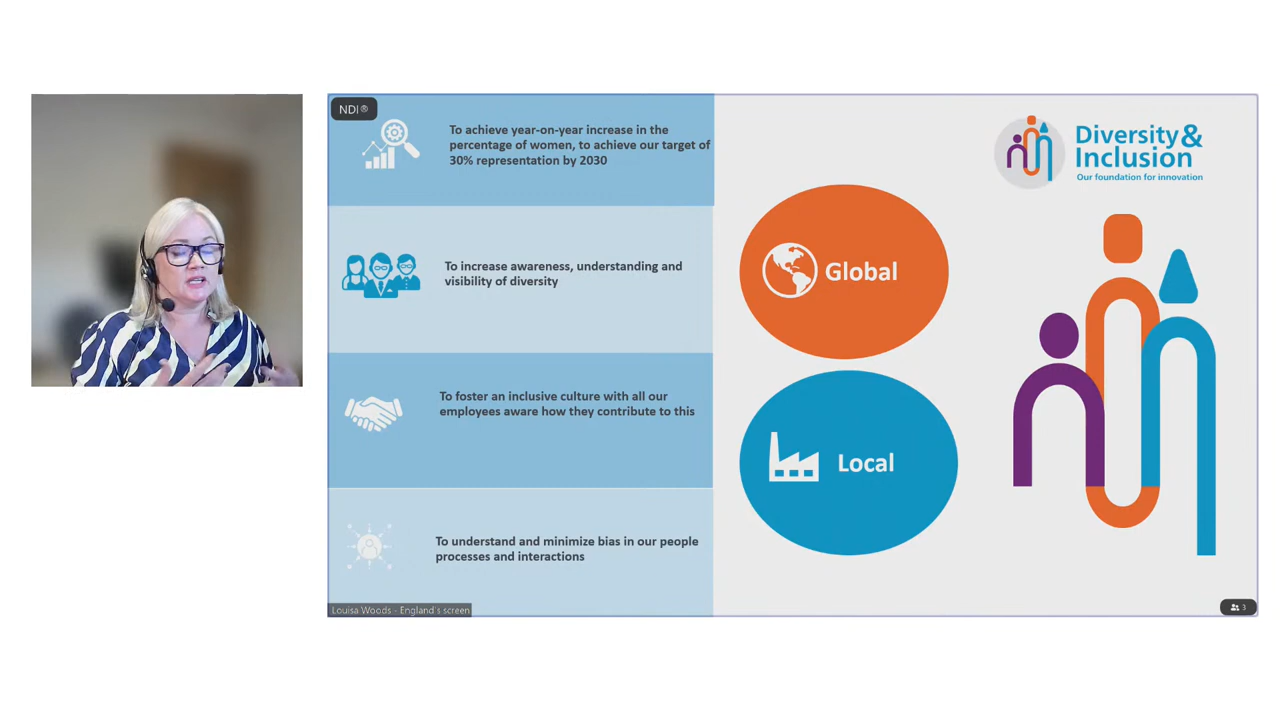 NDI®
To achieve year-on-year increase in the
percentage of women, to achieve our target of
30% representation by 2030
To increase awareness, understanding and
visibility of diversity
To foster an inclusive culture with all our
employees aware how they contribute to this
To understand and minimize bias in our people
processes and interactions
Louisa Woods - England's screen
Diversity&
Inclusion
Our foundation for innovation
Global
Local
3